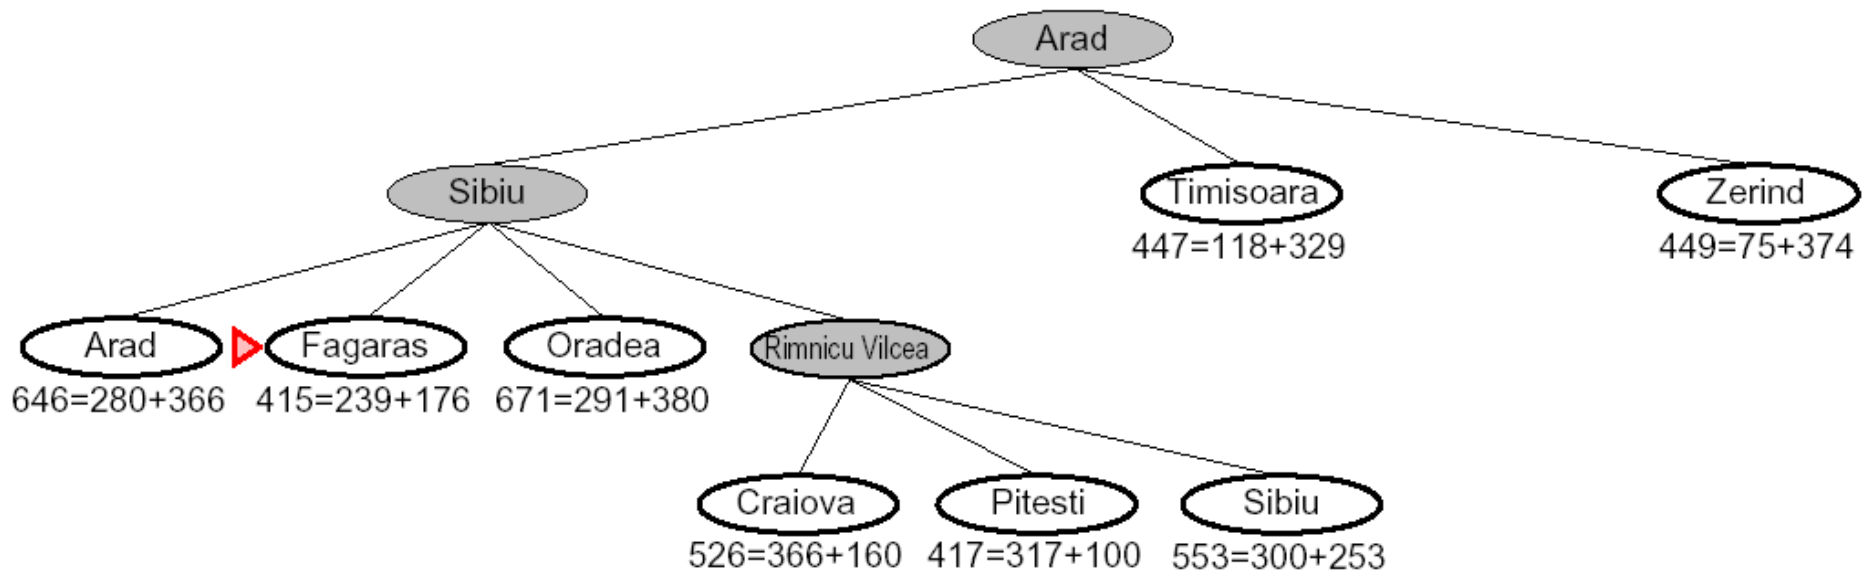 Arad
Sibiu
Timisoara
Zerind
447=118+329
449=75+374
Arad
Fagaras
Oradea
Rimnicu Vilcea
646=280+366
415=239+176
671=291+380
Craiova
Pitesti
Sibiu
526=366+160
417=317+100
553=300+253